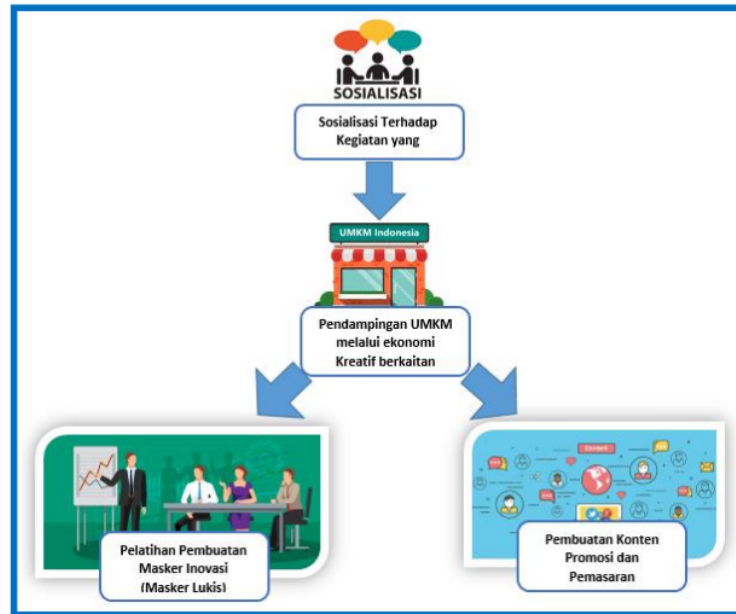 SOSIALISASI
Sosialisasi Terhadap
Kegiatan yang
UMKM Indonesia
Pendampingan UMKM
melalui ekonomi
Kreatif berkaitan
Pelatihan Pembuatan
Masker Inovasi
(Masker Lukis)
Content
Pembuatan Konten
Promosi dan
Pemasaran